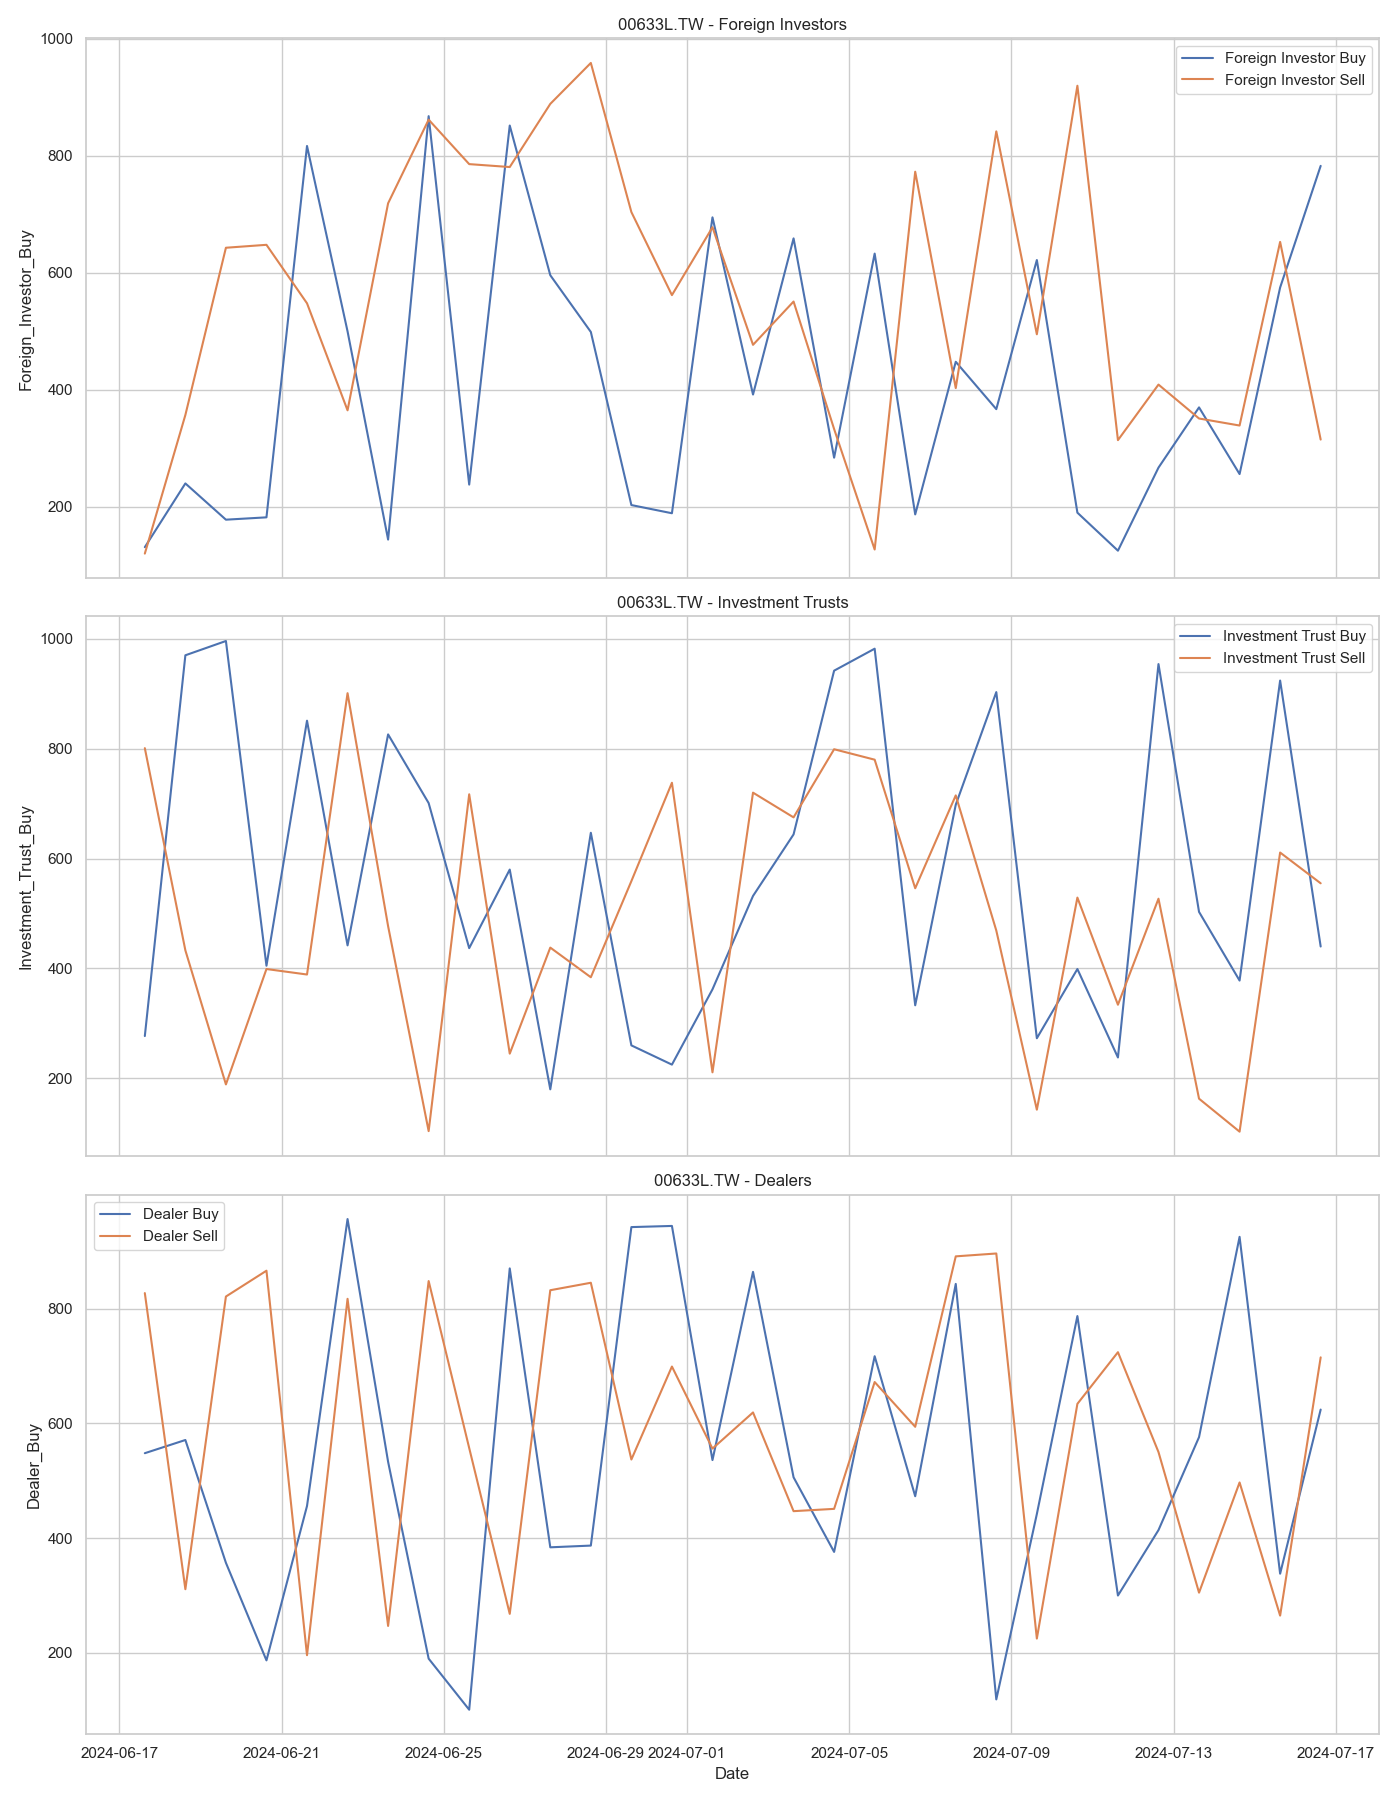 00633L.TW - Foreign Investors
Foreign Investor Buy
Foreign Investor Sell
1000
800
600
400
200
Foreign_Investor_Buy
00633L.TW - Investment Trusts
Investment Trust Buy
Investment Trust Sell
1000
800
600
400
200
Investment_Trust_Buy
00633L.TW - Dealers
Dealer Buy
Dealer Sell
800
600
400
200
Dealer_Buy
2024-06-17 2024-06-21 2024-06-25 2024-06-29 2024-07-01 2024-07-05 2024-07-09 2024-07-13 2024-07-17
Date